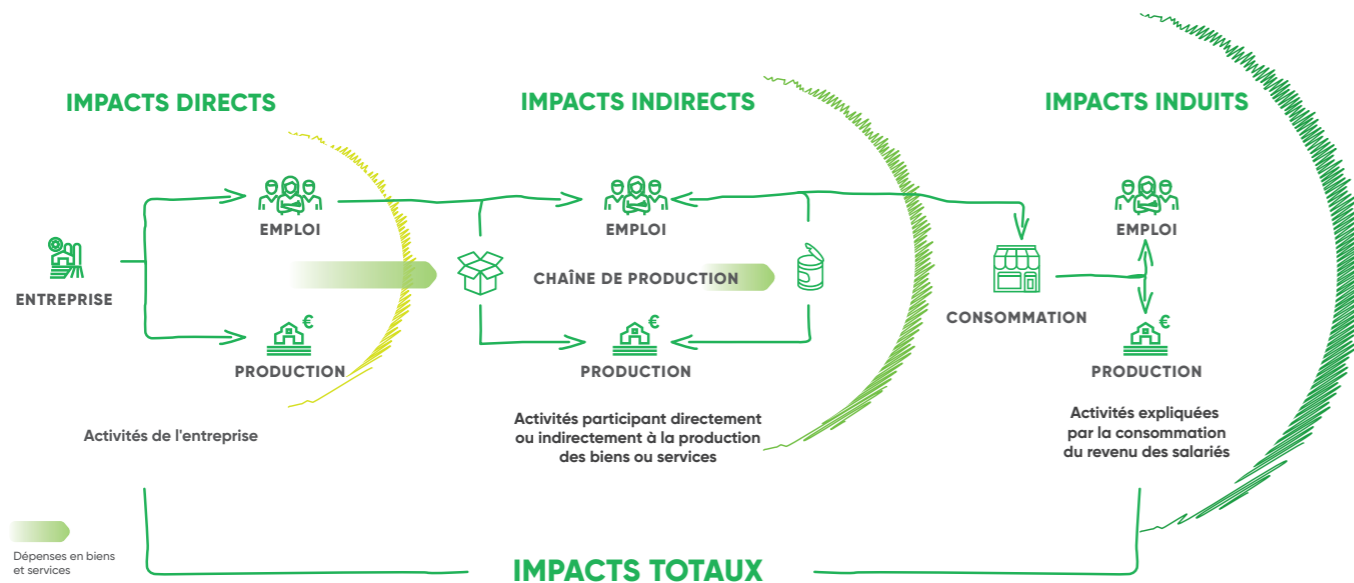 IMPACTS DIRECTS
IMPACTS INDIRECTS
IMPACTS INDUITS
EMPLOI
EMPLOI
EMPLOI
ENTREPRISE
CHAÎNE DE PRODUCTION
CONSOMMATION
€
PRODUCTION
€
PRODUCTION
€
PRODUCTION
Activités de l'entreprise
Activités participant directement
ou indirectement à la production
des biens ou services
Activités expliquées
par la consommation
du revenu des salariés
Dépenses en biens
et services
IMPACTS TOTAUX